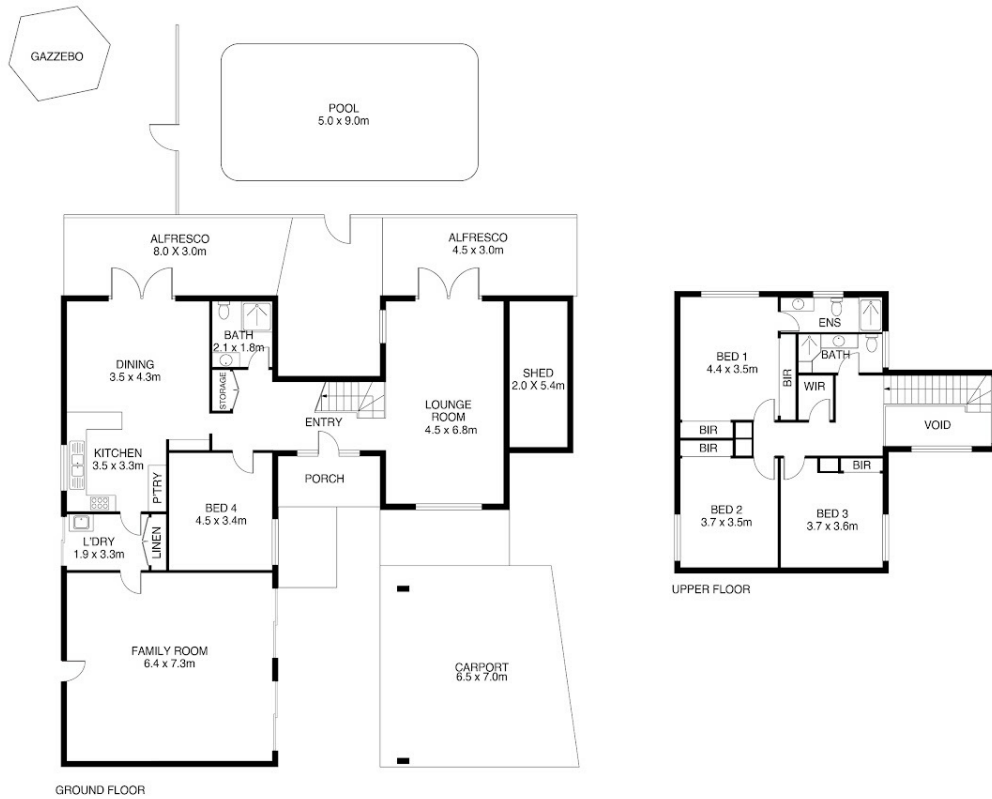 GAZZEBO
POOL
5.0 x 9.0m
ALFRESCO
8.0 X 3.0m
ALFRESCO
4.5 x 3.0m
BATH
2.1 x 1.8m
DINING
3.5 x 4.3m
STORAGE
ENTRY
LOUNGE
ROOM
4.5 x 6.8m
SHED
2.0 X 5.4m
KITCHEN
3.5 x 3.3m
P'TRY
PORCH
BED 4
4.5 x 3.4m
L'DRY
1.9 x 3.3m
LINEN
FAMILY ROOM
6.4 x 7.3m
CARPORT
6.5 x 7.0m
GROUND FLOOR
ENS
BED 1
4.4 x 3.5m
BATH
BIR
WIR
BIR
VOID
BIR
BIR
BED 2
3.7 x 3.5m
BED 3
3.7 x 3.6m
UPPER FLOOR